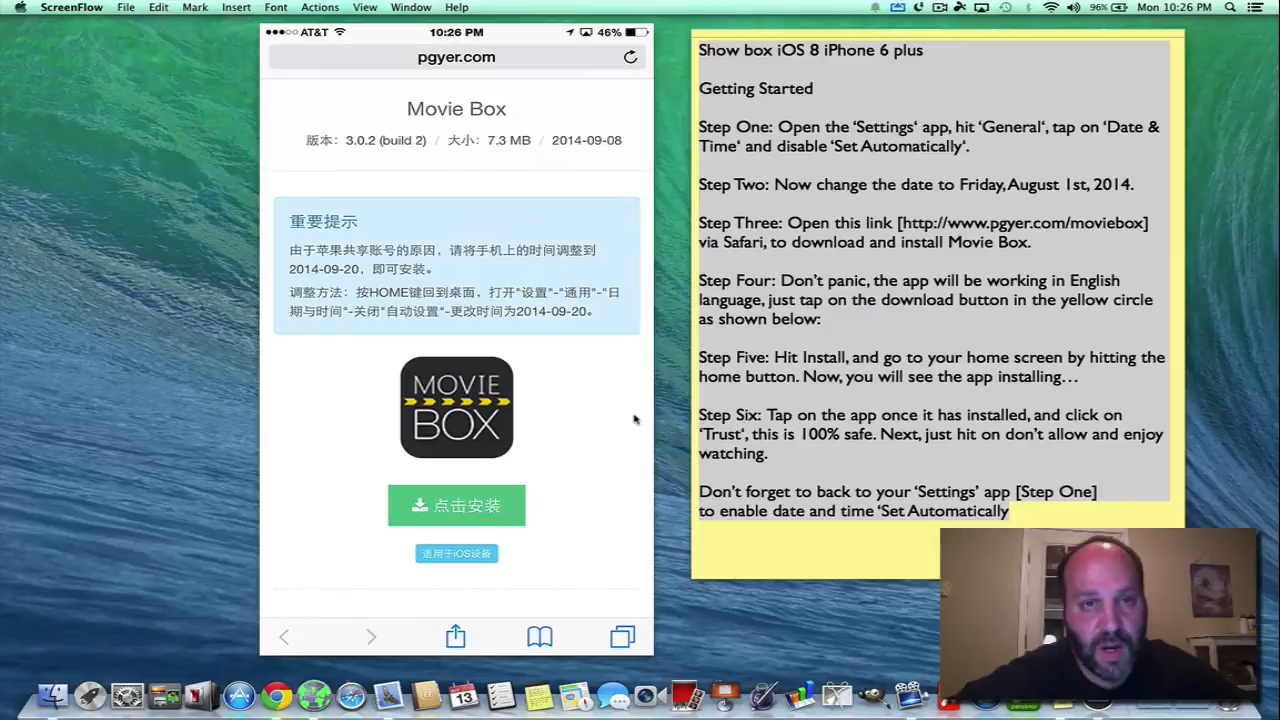 ScreenFlow File Edit Mark Insert Font Actions View Window Help 96% Mon 10:26 PM
AT&T 10:26 PM 46%
pgyer.com
Movie Box
版本：3.0.2 (build 2) / 大小：7.3 MB / 2014-09-08
重要提示
由于苹果共享账号的原因，请将手机上的时间调整到
2014-09-20，即可安装。
调整方法：按HOME键回到桌面，打开"设置"-"通用"-"日
期与时间"-关闭"自动设置"-更改时间为2014-09-20。
MOVIE
BOX
点击安装
适用于iOS设备
Show box iOS 8 iPhone 6 plus
Getting Started
Step One: Open the ‘Settings‘ app, hit ‘General‘, tap on ‘Date &
Time‘ and disable ‘Set Automatically‘.
Step Two: Now change the date to Friday, August 1st, 2014.
Step Three: Open this link [http://www.pgyer.com/moviebox]
via Safari, to download and install Movie Box.
Step Four: Don’t panic, the app will be working in English
language, just tap on the download button in the yellow circle
as shown below:
Step Five: Hit Install, and go to your home screen by hitting the
home button. Now, you will see the app installing…
Step Six: Tap on the app once it has installed, and click on
‘Trust‘, this is 100% safe. Next, just hit on don’t allow and enjoy
watching.
Don’t forget to back to your ‘Settings’ app [Step One]
to enable date and time ‘Set Automatically
13